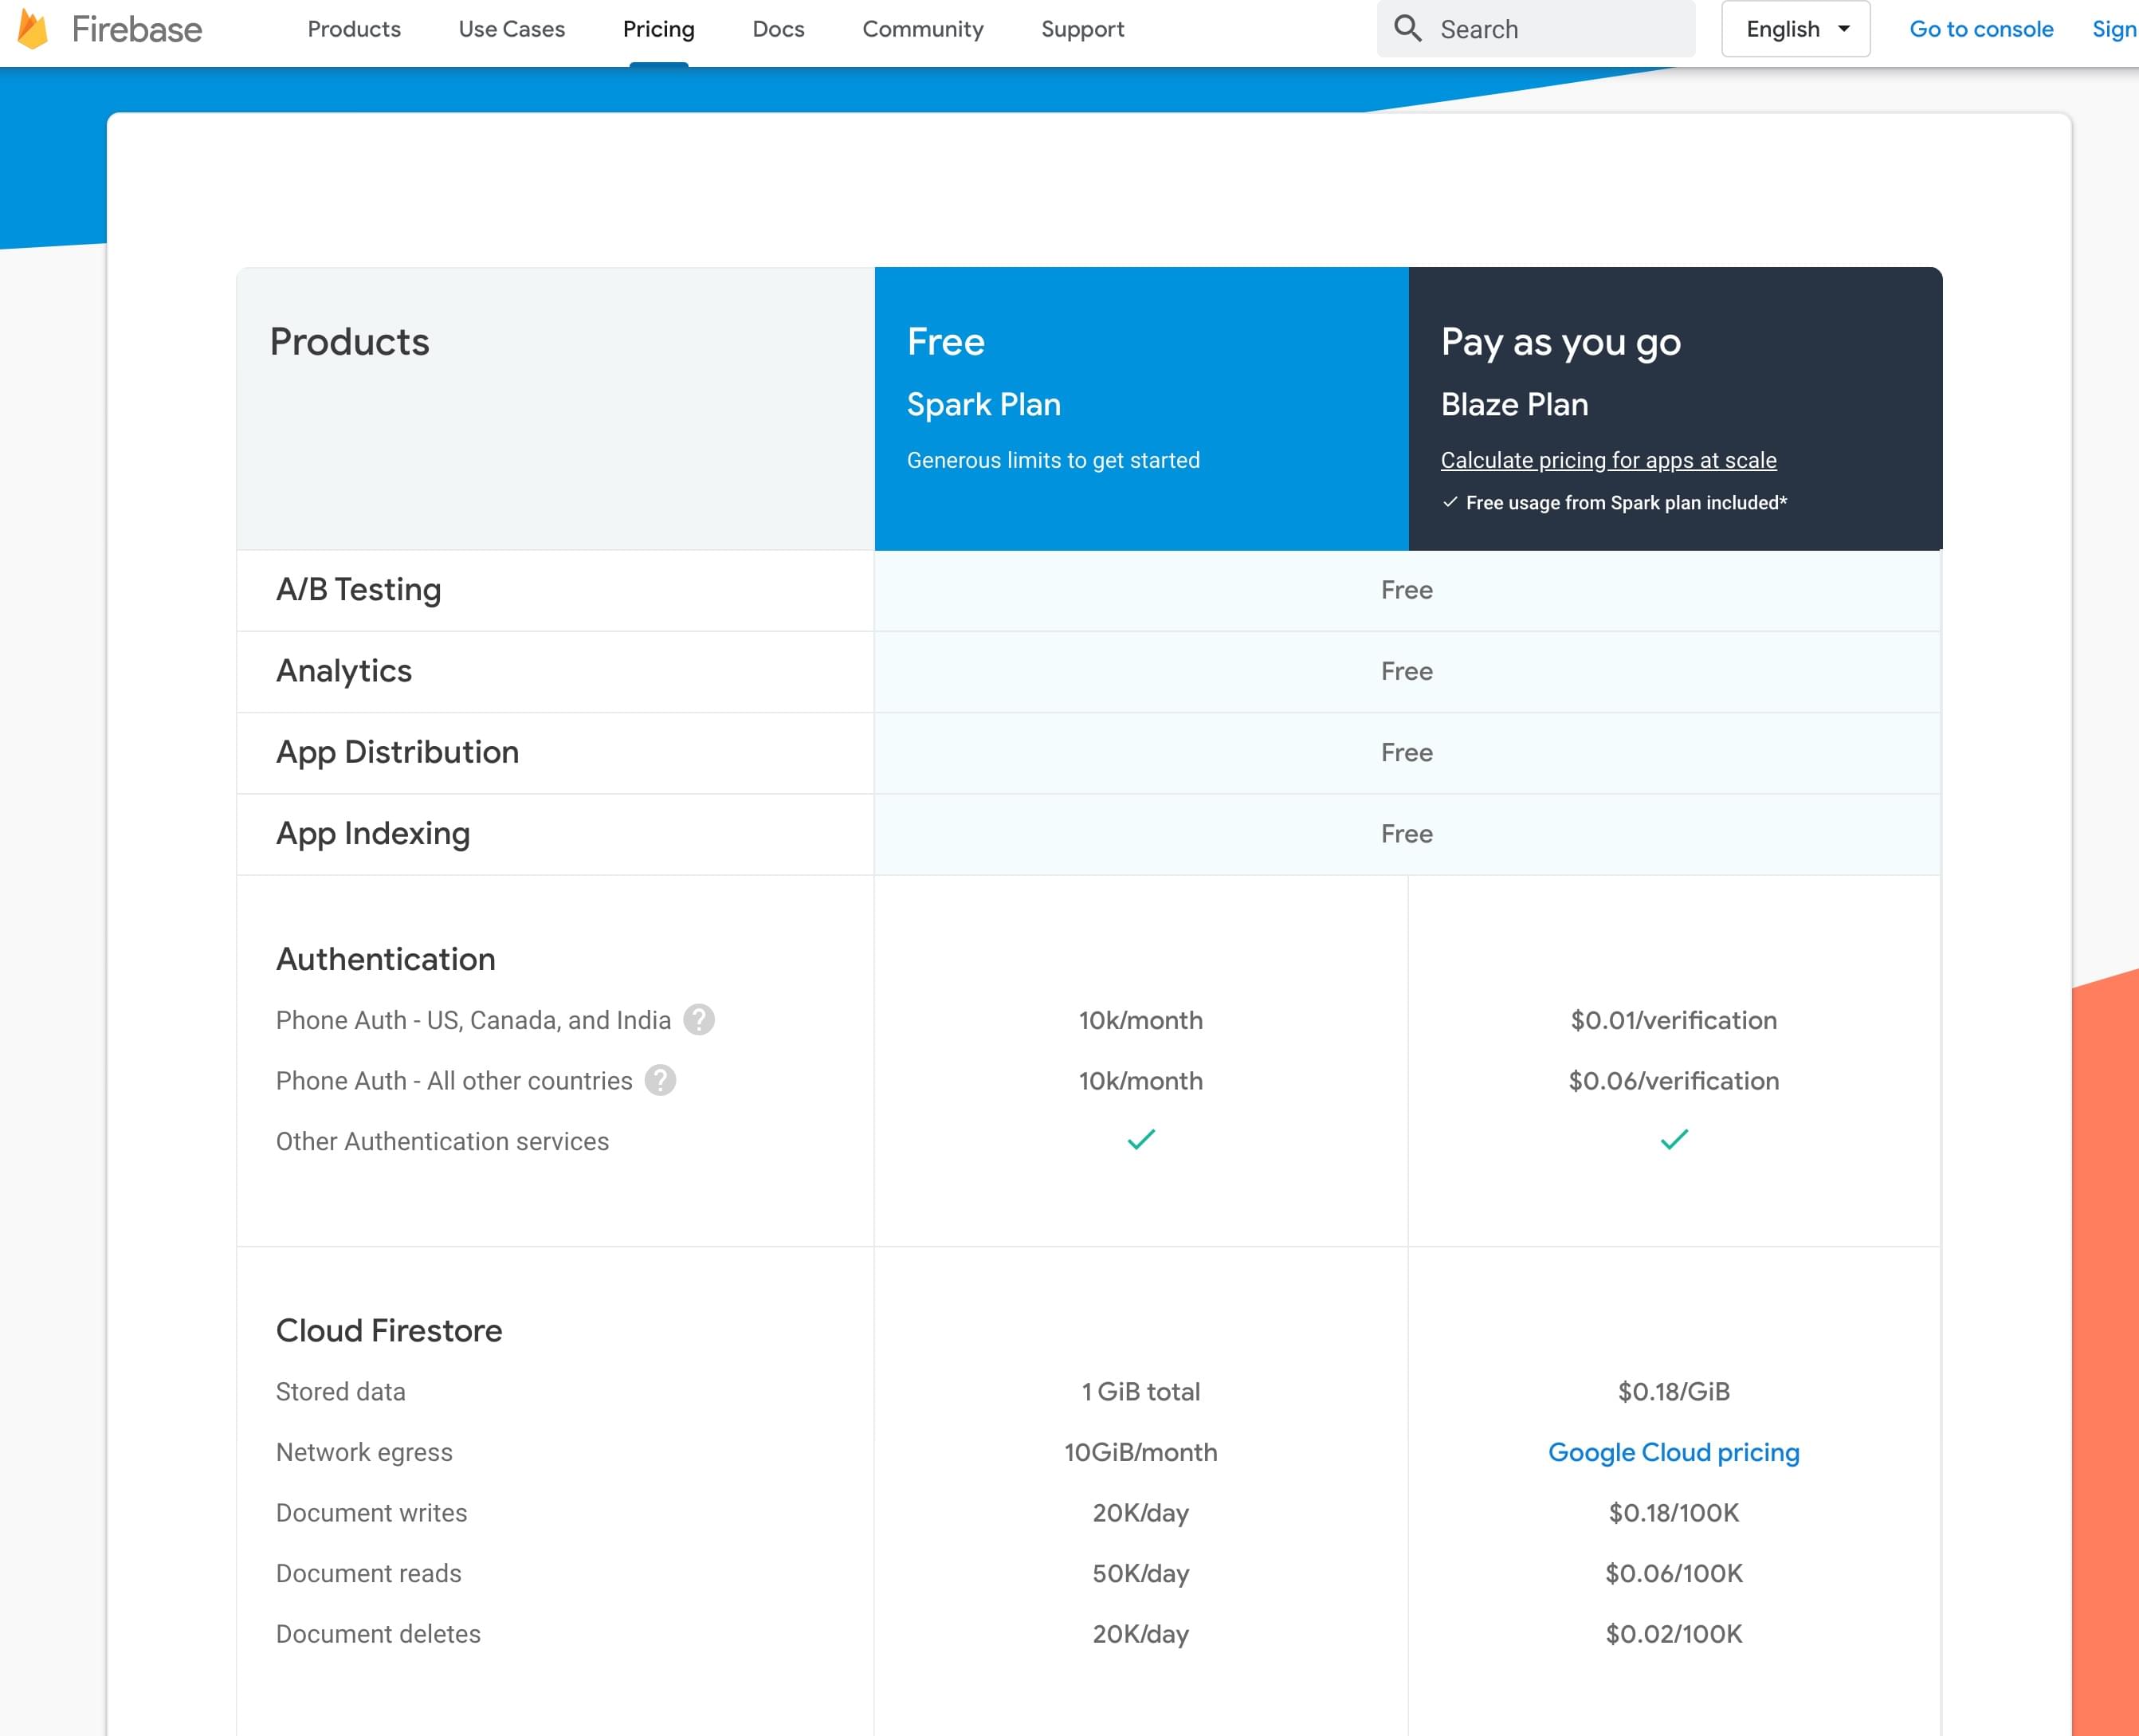 Firebase
Products Use Cases Pricing Docs Community Support Search English Go to console Sign
Products Free Pay as you go
Spark Plan Blaze Plan
Generous limits to get started Calculate pricing for apps at scale
✓ Free usage from Spark plan included*
A/B Testing Free
Analytics Free
App Distribution Free
App Indexing Free
Authentication
Phone Auth - US, Canada, and India ? 10k/month $0.01/verification
Phone Auth - All other countries ? 10k/month $0.06/verification
Other Authentication services ✓ ✓
Cloud Firestore
Stored data 1 GiB total $0.18/GiB
Network egress 10GiB/month Google Cloud pricing
Document writes 20K/day $0.18/100K
Document reads 50K/day $0.06/100K
Document deletes 20K/day $0.02/100K